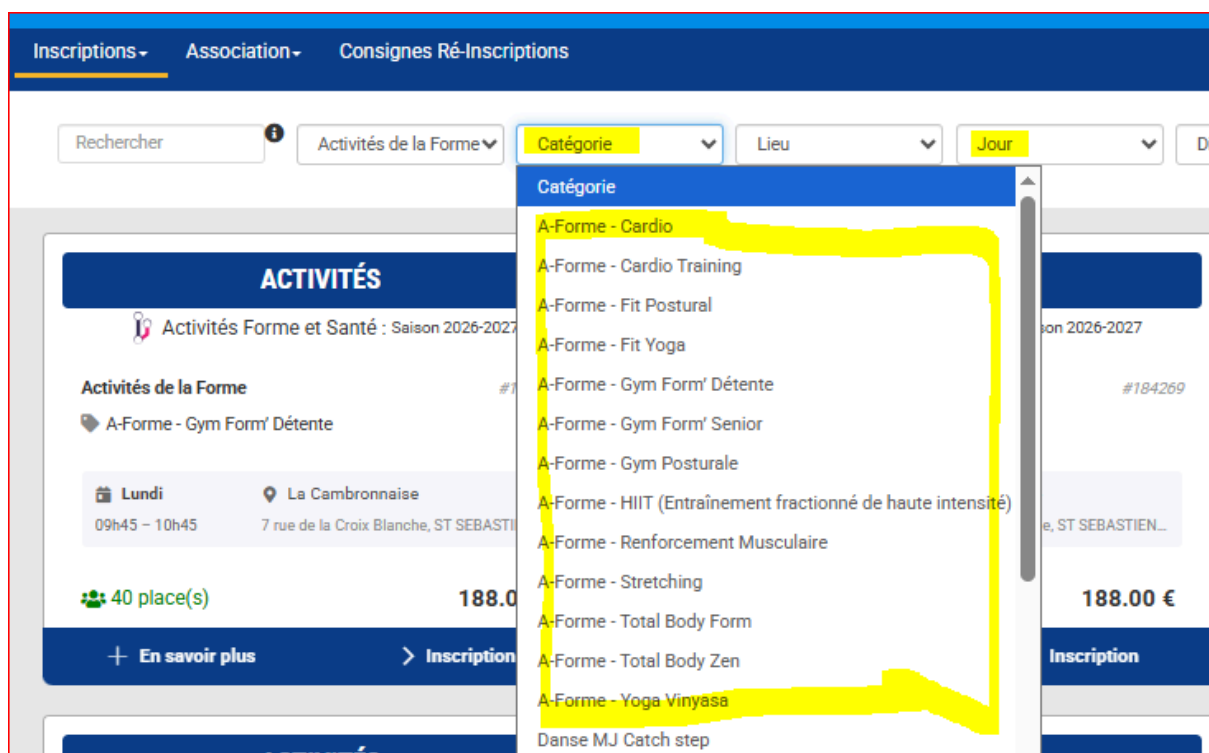 Inscriptions Association Consignes Ré-Inscriptions
Rechercher Activités de la Forme Catégorie Lieu Jour
Catégorie
A-Forme - Cardio
A-Forme - Cardio Training
A-Forme - Fit Postural
A-Forme - Fit Yoga
A-Forme - Gym Form' Détente
A-Forme - Gym Form' Senior
A-Forme - Gym Posturale
A-Forme - HIIT (Entraînement fractionné de haute intensité)
A-Forme - Renforcement Musculaire
A-Forme - Stretching
A-Forme - Total Body Form
A-Forme - Total Body Zen
A-Forme - Yoga Vinyasa
Danse MJ Catch step
ACTIVITÉS
Activités Forme et Santé : Saison 2026-2027
Activités de la Forme
A-Forme - Gym Form' Détente
Lundi La Cambronnaise
09h45 – 10h45 7 rue de la Croix Blanche, ST SEBASTI
40 place(s) 188.0
+ En savoir plus > Inscription
2026-2027
#184269
, ST SEBASTIEN...
188.00 €
Inscription